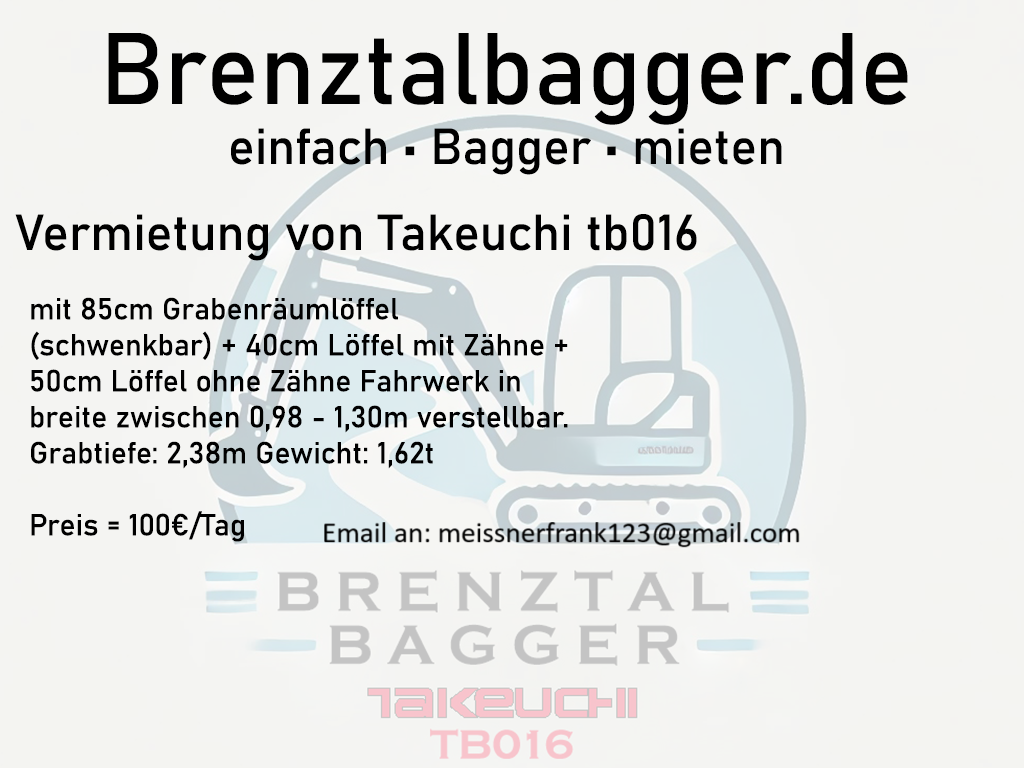 Brenztalbagger.de
einfach · Bagger · mieten
Vermietung von Takeuchi tb016
mit 85cm Grabenräumlöffel
(schwenkbar) + 40cm Löffel mit Zähne +
50cm Löffel ohne Zähne Fahrwerk in
breite zwischen 0,98 - 1,30m verstellbar.
Grabtiefe: 2,38m Gewicht: 1,62t
Preis = 100€/Tag
Email an: meissnerfrank123@gmail.com
BRENZTAL
BAGGER
TAKEUCHI
TB016